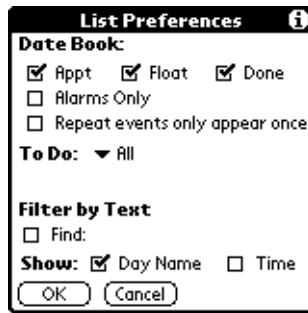 List Preferences i
Date Book:
Appt Float Done
Alarms Only
Repeat events only appear once
To Do: All
Filter by Text
Find:
Show: Day Name Time
OK Cancel